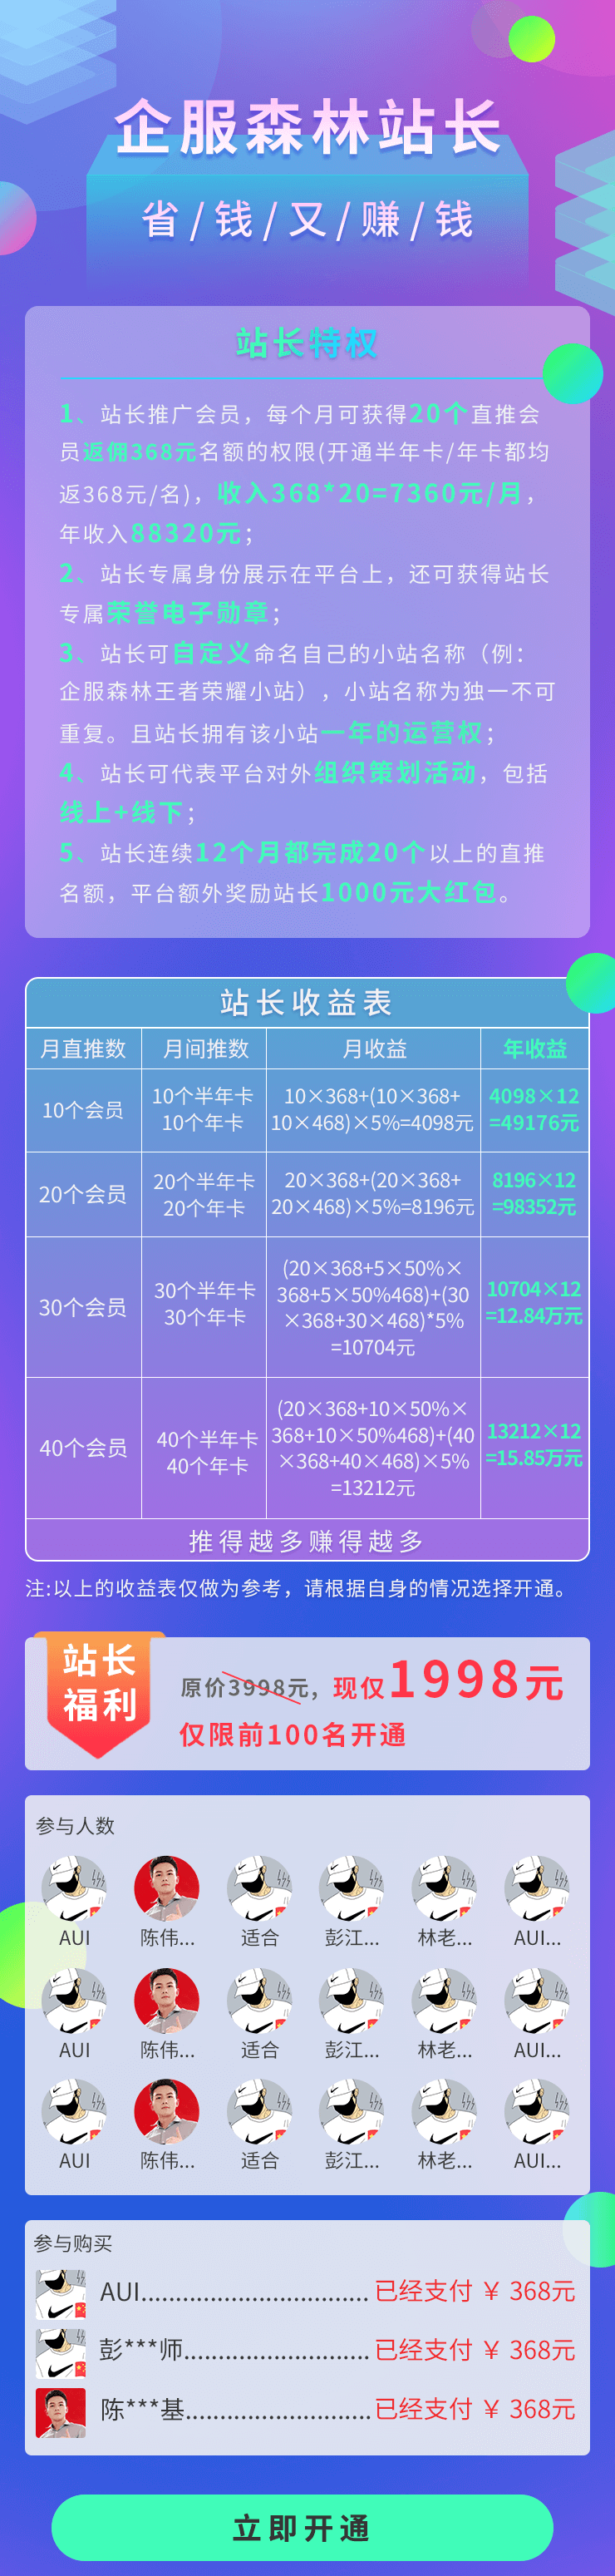 企服森林站长
省/钱/又/赚/钱
站长特权
1、站长推广会员，每个月可获得20个直推会
员返佣368元名额的权限(开通半年卡/年卡都均
返368元/名)，收入368*20=7360元/月，
年收入88320元；
2、站长专属身份展示在平台上，还可获得站长
专属荣誉电子勋章；
3、站长可自定义命名自己的小站名称（例：
企服森林王者荣耀小站），小站名称为独一不可
重复。且站长拥有该小站一年的运营权；
4、站长可代表平台对外组织策划活动，包括
线上+线下；
5、站长连续12个月都完成20个以上的直推
名额，平台额外奖励站长1000元大红包。
站长收益表
月直推数 月间推数 月收益 年收益
10个会员
10个半年卡
10个年卡
10×368+(10×368+
10×468)×5%=4098元
4098×12
=49176元
20个会员
20个半年卡
20个年卡
20×368+(20×368+
20×468)×5%=8196元
8196×12
=98352元
30个会员
30个半年卡
30个年卡
(20×368+5×50%×
368+5×50%468)+(30
×368+30×468)*5%
=10704元
10704×12
=12.84万元
40个会员
40个半年卡
40个年卡
(20×368+10×50%×
368+10×50%468)+(40
×368+40×468)×5%
=13212元
13212×12
=15.85万元
推得越多赚得越多
注:以上的收益表仅做为参考，请根据自身的情况选择开通。
站长
福利
原价3998元，现仅1998元
仅限前100名开通
参与人数
AUI 陈伟... 适合 彭江... 林老... AUI...
AUI 陈伟... 适合 彭江... 林老... AUI...
AUI 陈伟... 适合 彭江... 林老... AUI...
参与购买
AUI................................. 已经支付 ￥ 368元
彭***师........................... 已经支付 ￥ 368元
陈***基........................... 已经支付 ￥ 368元
立即开通